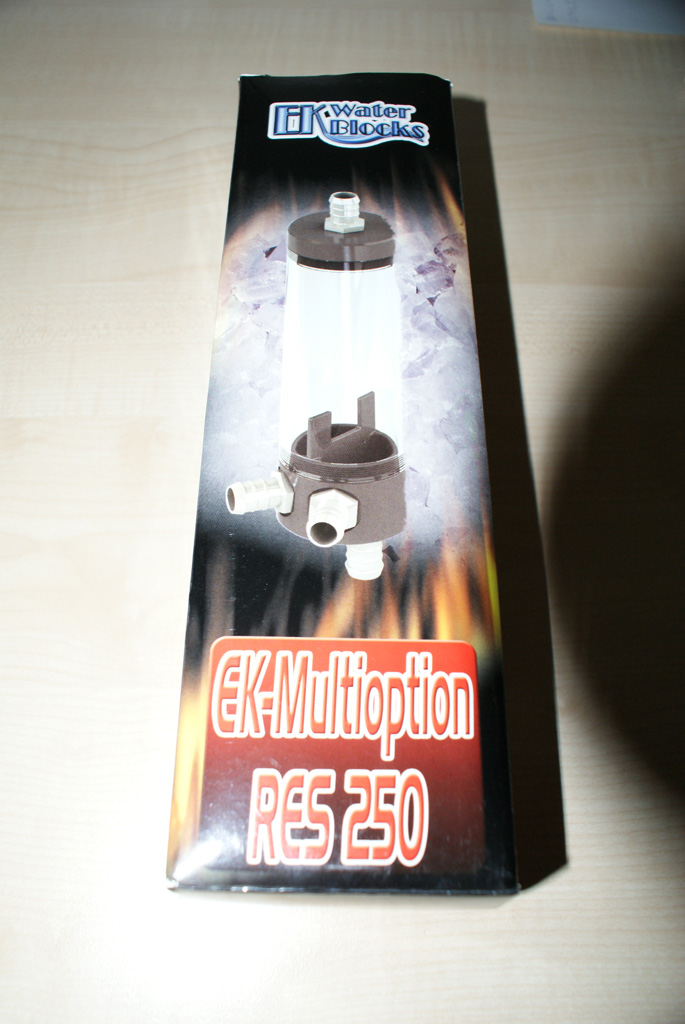 EK Water
Blocks
EK-Multioption
RES 250